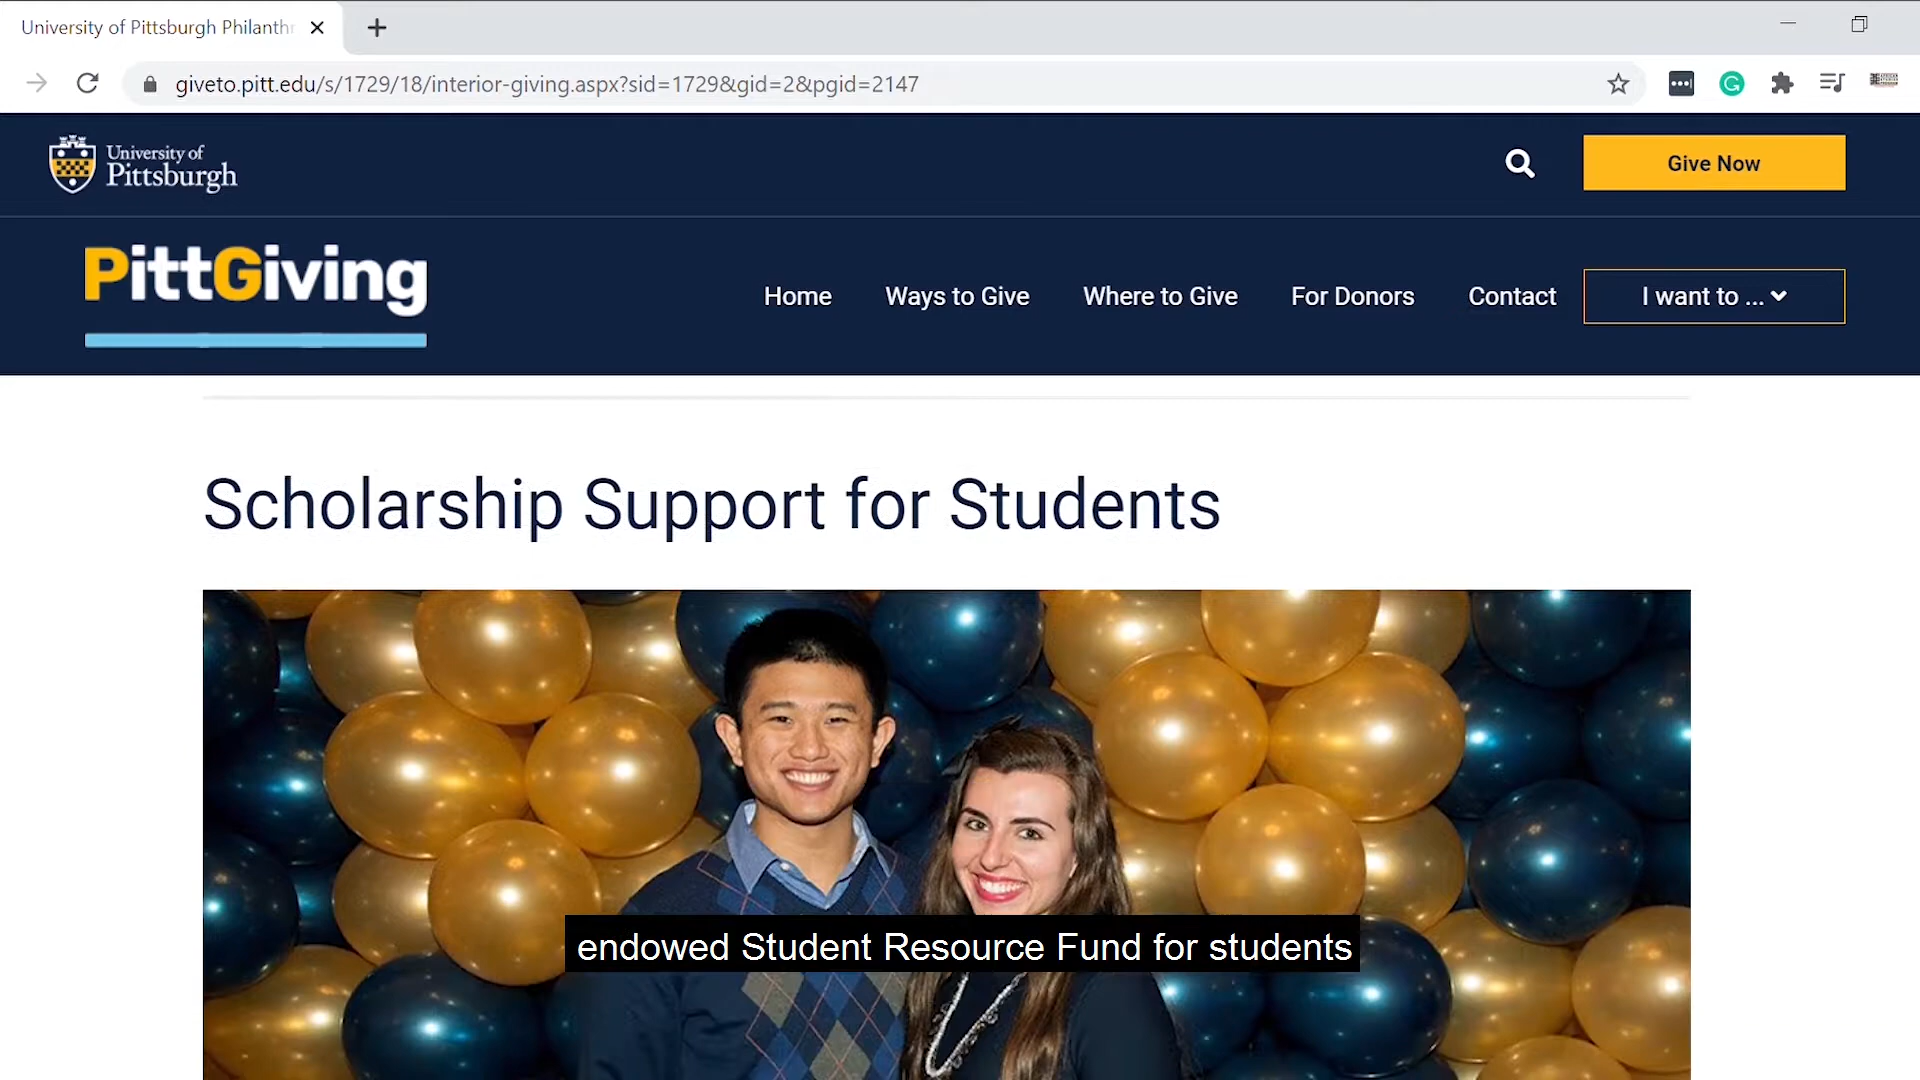 University of Pittsburgh Philanth
giveto.pitt.edu/s/1729/18/interior-giving.aspx?sid=1729&gid=2&pgid=2147
University of
Pittsburgh
Give Now
PittGiving
Home
Ways to Give
Where to Give
For Donors
Contact
I want to ...
Scholarship Support for Students
endowed Student Resource Fund for students